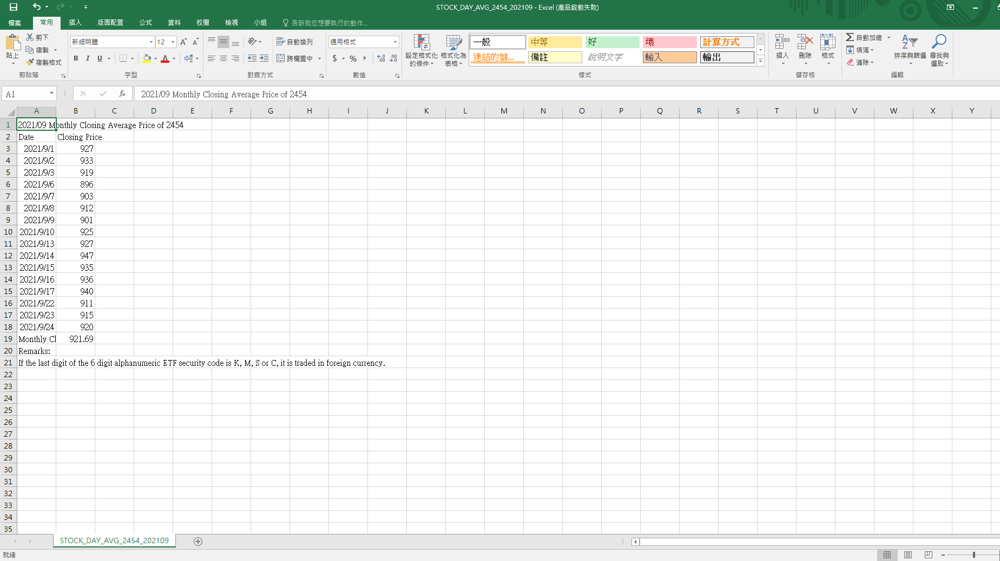 STOCK_DAY_AVG_2454_202109 - Excel (產品啟動失敗)
檔案 常用 插入 版面配置 公式 資料 校閱 檢視 小組 告訴我您想要執行的動作...
貼上 剪下 複製 複製格式 剪貼簿
新細明體 12 B I U 字型
自動換列 跨欄置中 對齊方式
通用格式 $ % , 數值
設定格式化的條件 格式化為表格
一般 中等 好 壞 計算方式
連結的儲... 備註 說明文字 輸入 輸出
樣式
插入 刪除 格式 儲存格
自動加總 填滿 清除 排序與篩選 尋找與選取 編輯
A1 fx 2021/09 Monthly Closing Average Price of 2454
A B C D E F G H I J K L M N O P Q R S T U V W X Y
1 2021/09 Monthly Closing Average Price of 2454
2 Date Closing Price
3 2021/9/1 927
4 2021/9/2 933
5 2021/9/3 919
6 2021/9/6 896
7 2021/9/7 903
8 2021/9/8 912
9 2021/9/9 901
10 2021/9/10 925
11 2021/9/13 927
12 2021/9/14 947
13 2021/9/15 935
14 2021/9/16 936
15 2021/9/17 940
16 2021/9/22 911
17 2021/9/23 915
18 2021/9/24 920
19 Monthly Cl 921.69
20 Remarks:
21 If the last digit of the 6 digit alphanumeric ETF security code is K, M, S or C, it is traded in foreign currency.
22
23
24
25
26
27
28
29
30
31
32
33
34
35
STOCK_DAY_AVG_2454_202109
就緒